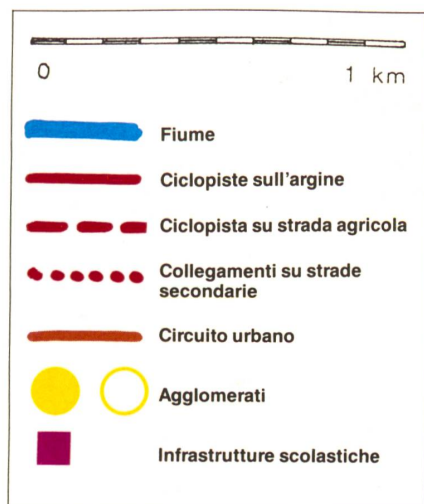 0 1 km
Fiume
Ciclopiste sull'argine
Ciclopista su strada agricola
Collegamenti su strade
secondarie
Circuito urbano
Agglomerati
Infrastrutture scolastiche